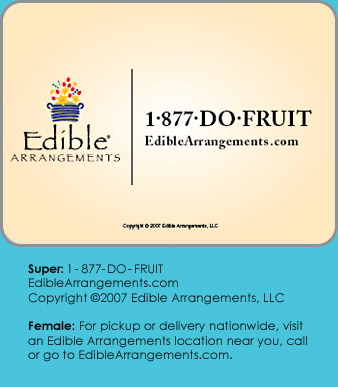 Edible®
ARRANGEMENTS
1·877·DO·FRUIT
EdibleArrangements.com
Copyright © 2007 Edible Arrangements, LLC
Super: 1-877-DO-FRUIT
EdibleArrangements.com
Copyright ©2007 Edible Arrangements, LLC
Female: For pickup or delivery nationwide, visit
an Edible Arrangements location near you, call
or go to EdibleArrangements.com.